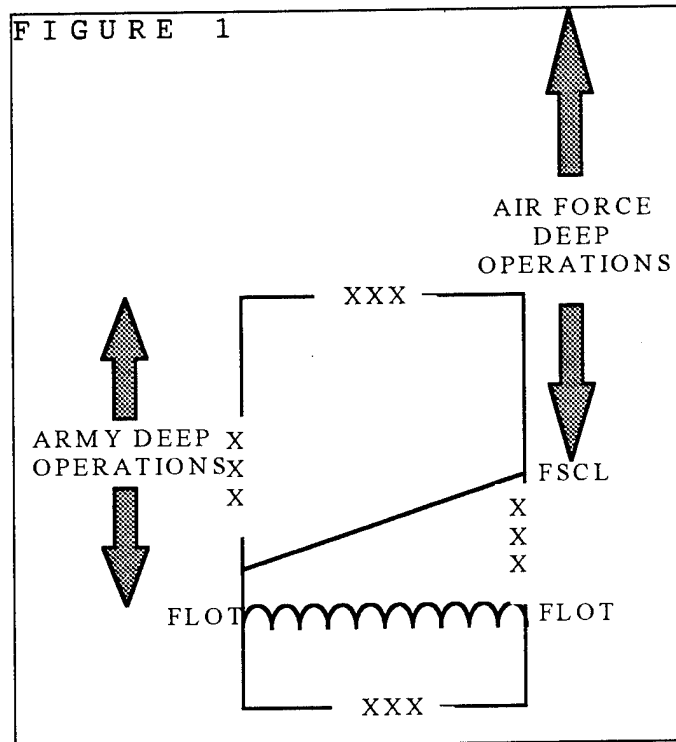 FIGURE 1
AIR FORCE
DEEP
OPERATIONS
XXX
ARMY DEEP
OPERATIONS
X
X
X
FSCL
X
X
X
FLOT
FLOT
XXX